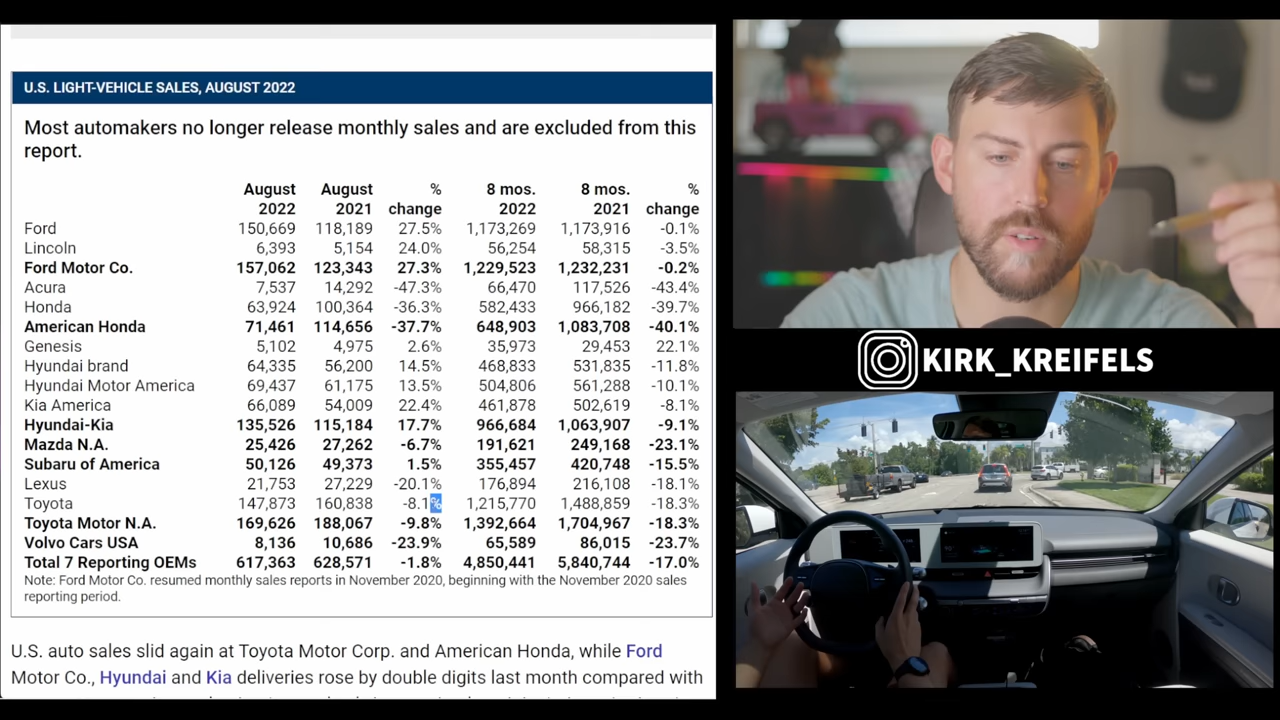 U.S. LIGHT-VEHICLE SALES, AUGUST 2022
Most automakers no longer release monthly sales and are excluded from this
report.
August August % 8 mos. 8 mos. %
2022 2021 change 2022 2021 change
Ford 150,669 118,189 27.5% 1,173,269 1,173,916 -0.1%
Lincoln 6,393 5,154 24.0% 56,254 58,315 -3.5%
Ford Motor Co. 157,062 123,343 27.3% 1,229,523 1,232,231 -0.2%
Acura 7,537 14,292 -47.3% 66,470 117,526 -43.4%
Honda 63,924 100,364 -36.3% 582,433 966,182 -39.7%
American Honda 71,461 114,656 -37.7% 648,903 1,083,708 -40.1%
Genesis 5,102 4,975 2.6% 35,973 29,453 22.1%
Hyundai brand 64,335 56,200 14.5% 468,833 531,835 -11.8%
Hyundai Motor America 69,437 61,175 13.5% 504,806 561,288 -10.1%
Kia America 66,089 54,009 22.4% 461,878 502,619 -8.1%
Hyundai-Kia 135,526 115,184 17.7% 966,684 1,063,907 -9.1%
Mazda N.A. 25,426 27,262 -6.7% 191,621 249,168 -23.1%
Subaru of America 50,126 49,373 1.5% 355,457 420,748 -15.5%
Lexus 21,753 27,229 -20.1% 176,894 216,108 -18.1%
Toyota 147,873 160,838 -8.1% 1,215,770 1,488,859 -18.3%
Toyota Motor N.A. 169,626 188,067 -9.8% 1,392,664 1,704,967 -18.3%
Volvo Cars USA 8,136 10,686 -23.9% 65,589 86,015 -23.7%
Total 7 Reporting OEMs 617,363 628,571 -1.8% 4,850,441 5,840,744 -17.0%
Note: Ford Motor Co. resumed monthly sales reports in November 2020, beginning with the November 2020 sales
reporting period.
U.S. auto sales slid again at Toyota Motor Corp. and American Honda, while Ford
Motor Co., Hyundai and Kia deliveries rose by double digits last month compared with
KIRK_KREIFELS